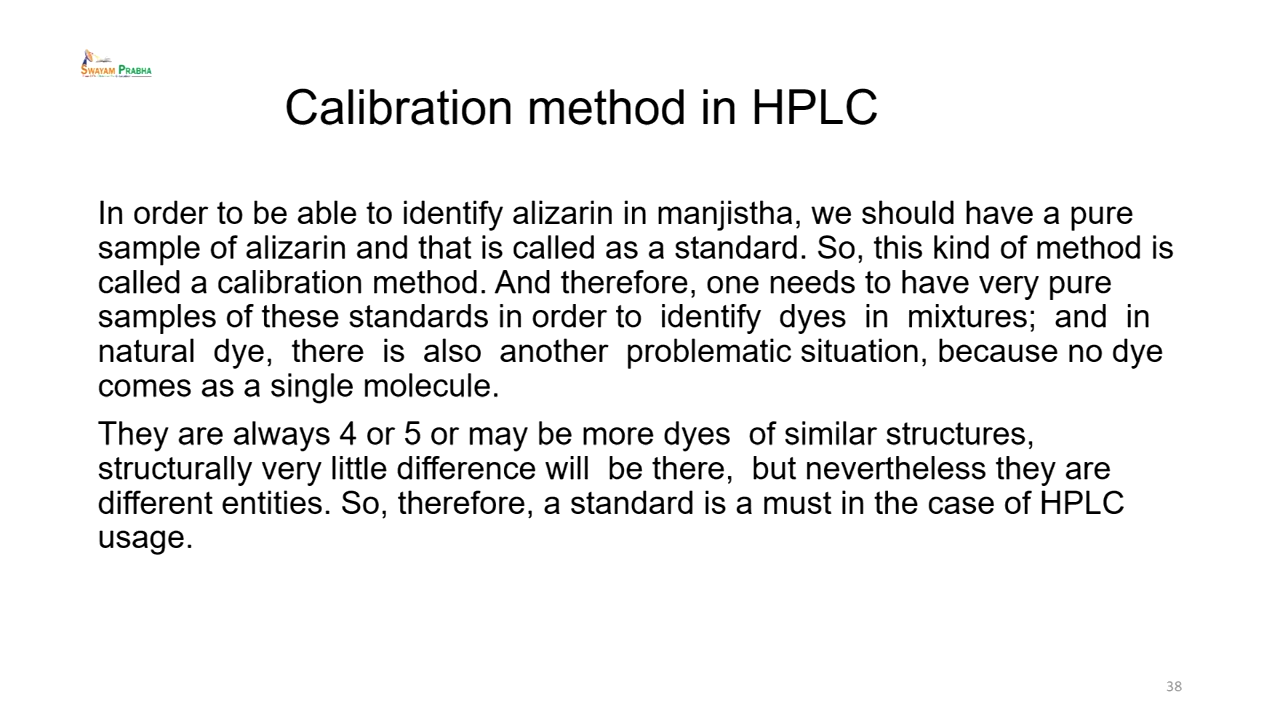 SWAYAM PRABHA
Calibration method in HPLC
In order to be able to identify alizarin in manjistha, we should have a pure
sample of alizarin and that is called as a standard. So, this kind of method is
called a calibration method. And therefore, one needs to have very pure
samples of these standards in order to identify dyes in mixtures; and in
natural dye, there is also another problematic situation, because no dye
comes as a single molecule.
They are always 4 or 5 or may be more dyes of similar structures,
structurally very little difference will be there, but nevertheless they are
different entities. So, therefore, a standard is a must in the case of HPLC
usage.
38